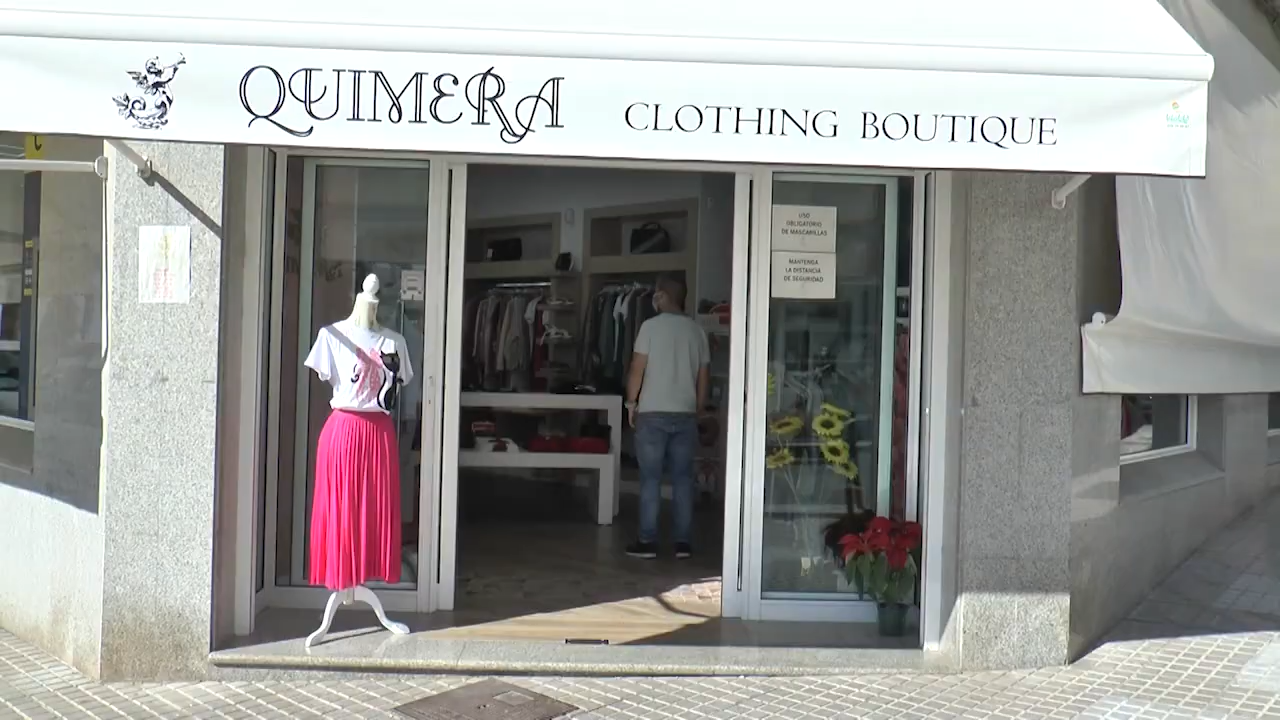 QUIMERA CLOTHING BOUTIQUE
USO
OBLIGATORIO
DE MASCARILLAS
MANTENGA
LA DISTANCIA
DE SEGURIDAD